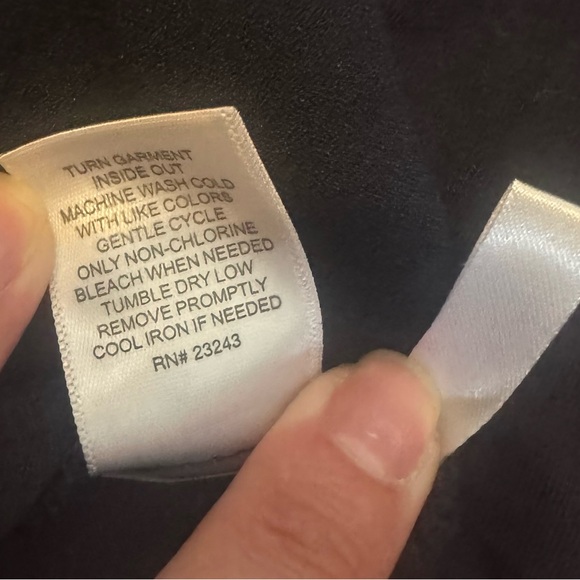 TURN GARMENT
INSIDE OUT
MACHINE WASH COLD
WITH LIKE COLORS
GENTLE CYCLE
ONLY NON-CHLORINE
BLEACH WHEN NEEDED
TUMBLE DRY LOW
REMOVE PROMPTLY
COOL IRON IF NEEDED
RN# 23243